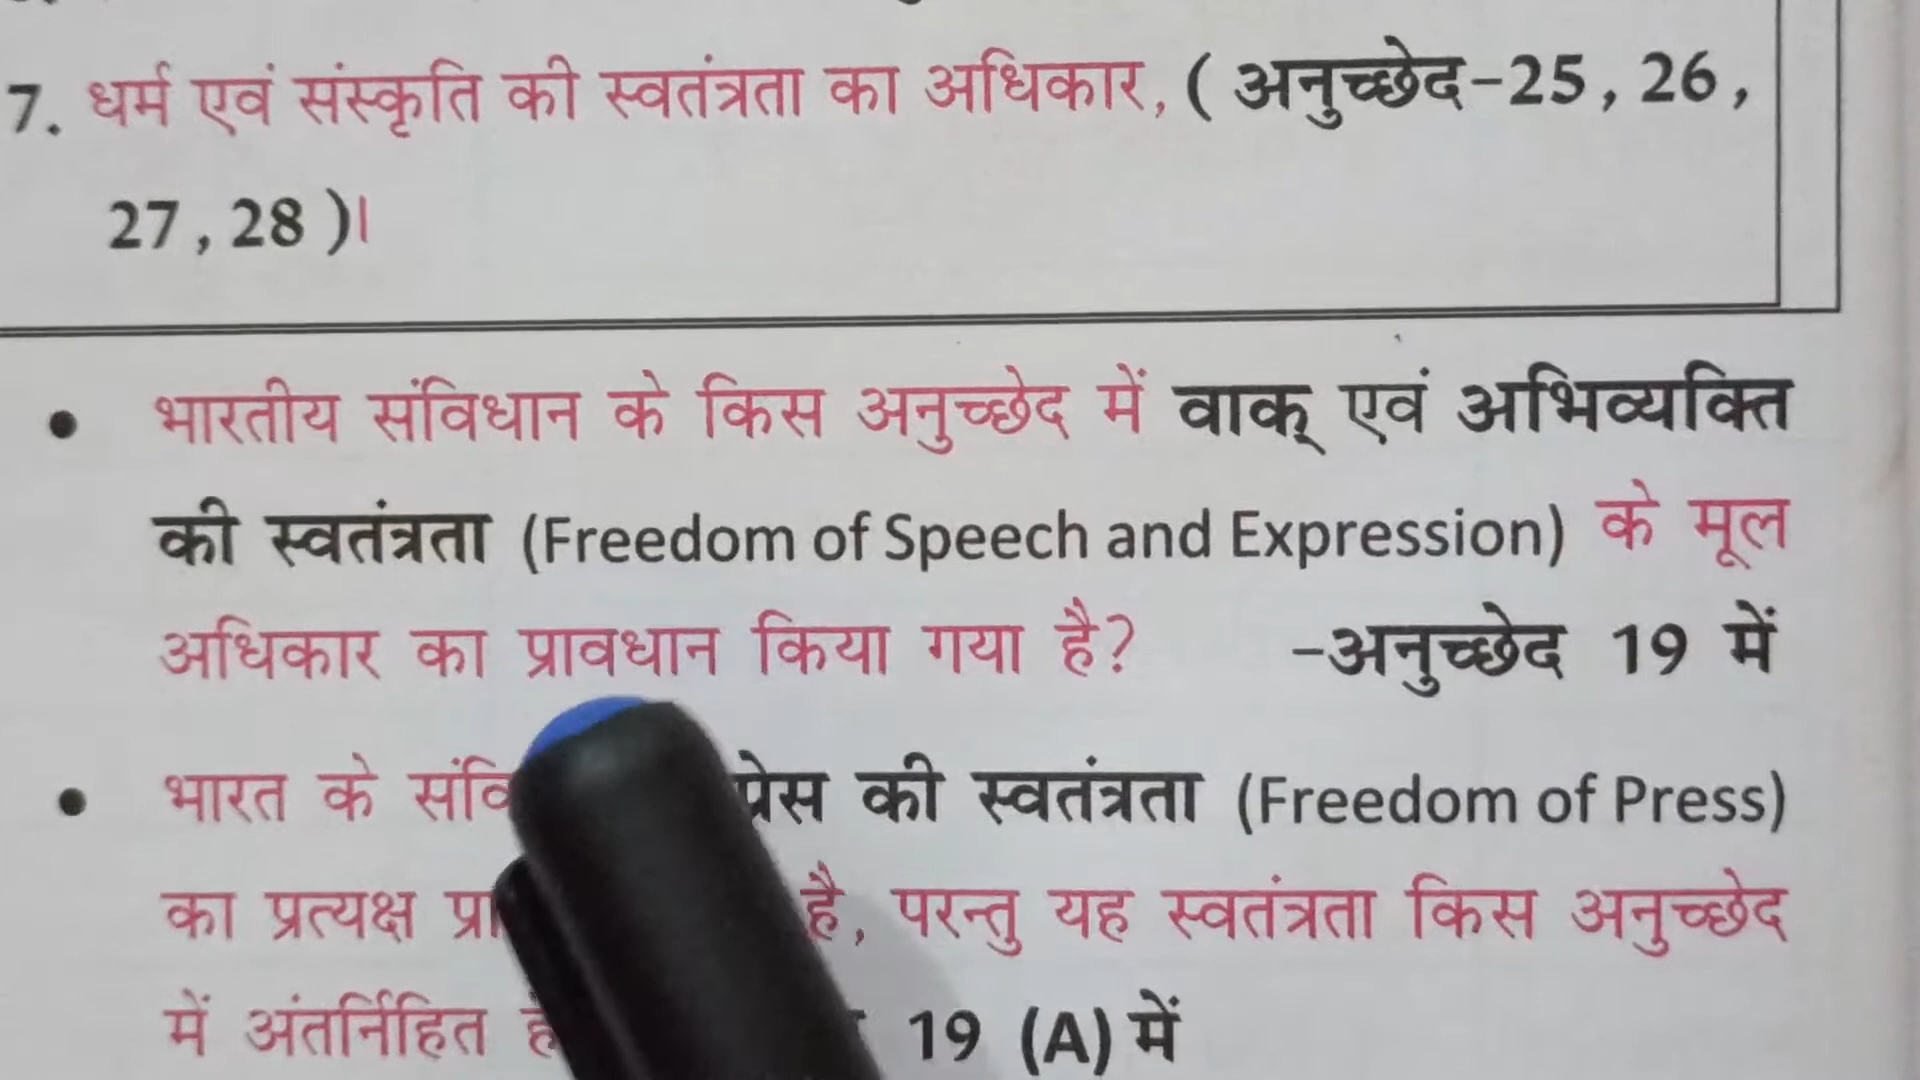 7. धर्म एवं संस्कृति की स्वतंत्रता का अधिकार, ( अनुच्छेद-25, 26,
27, 28 )।
• भारतीय संविधान के किस अनुच्छेद में वाक् एवं अभिव्यक्ति
की स्वतंत्रता (Freedom of Speech and Expression) के मूल
अधिकार का प्रावधान किया गया है? -अनुच्छेद 19 में
• भारत के प्रेस की स्वतंत्रता (Freedom of Press)
का प्रत्यक्ष है, परन्तु यह स्वतंत्रता किस अनुच्छेद
में अंतर्निहित 19 (A) में